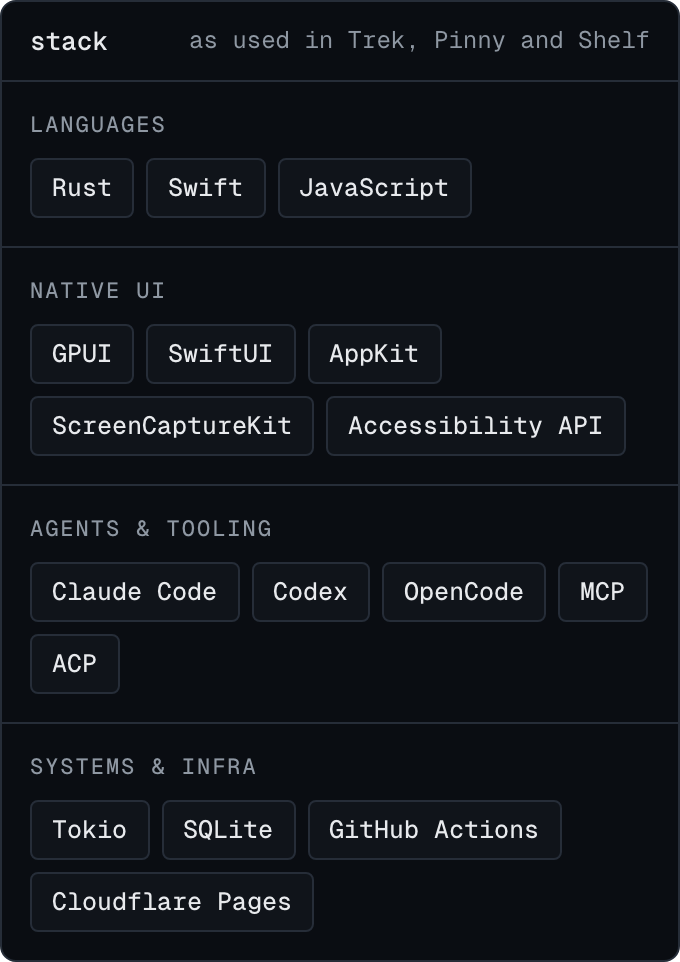 stack as used in Trek, Pinny and Shelf
LANGUAGES
Rust Swift JavaScript
NATIVE UI
GPUI SwiftUI AppKit
ScreenCaptureKit Accessibility API
AGENTS & TOOLING
Claude Code Codex OpenCode MCP
ACP
SYSTEMS & INFRA
Tokio SQLite GitHub Actions
Cloudflare Pages